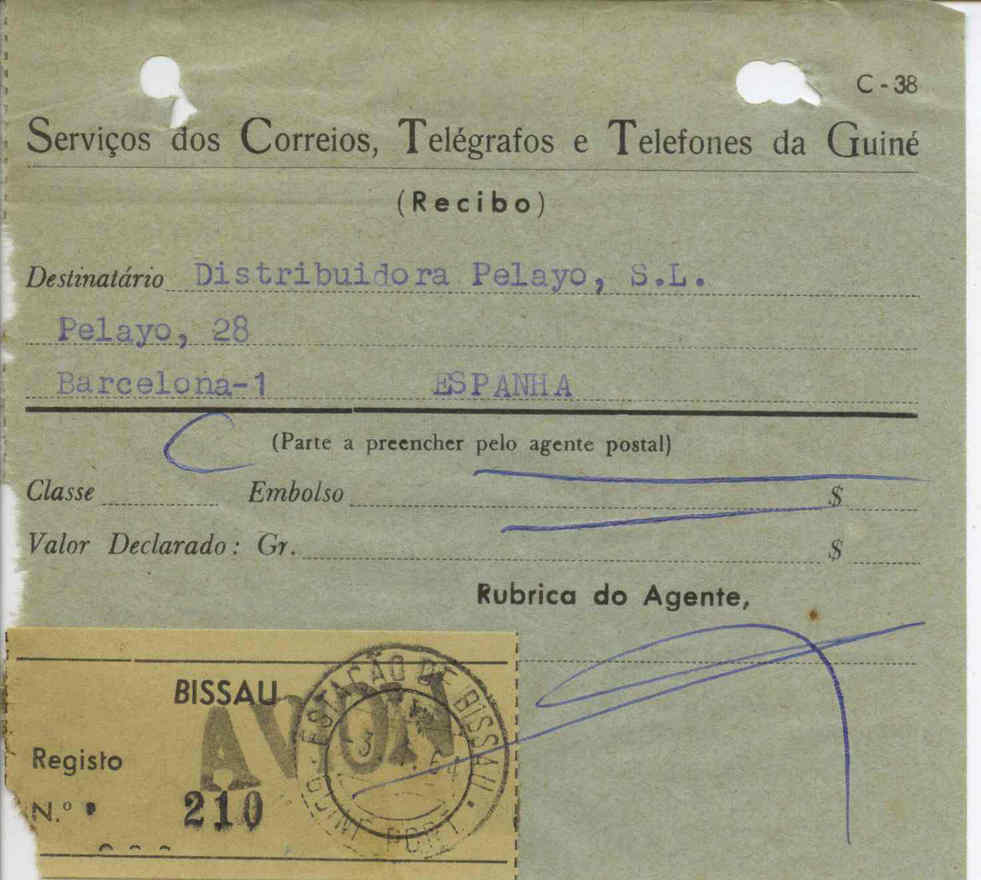 C - 38
Serviços dos Correios, Telégrafos e Telefones da Guiné
(Recibo)
Destinatário Distribuidora Pelayo, S.L.
Pelayo, 28
Barcelona-1 ESPANHA
(Parte a preencher pelo agente postal)
C
Classe Embolso $
Valor Declarado: Gr. $
Rubrica do Agente,
ESTAÇÃO DE BISSAU
BISSAU
Registo
N.º 210